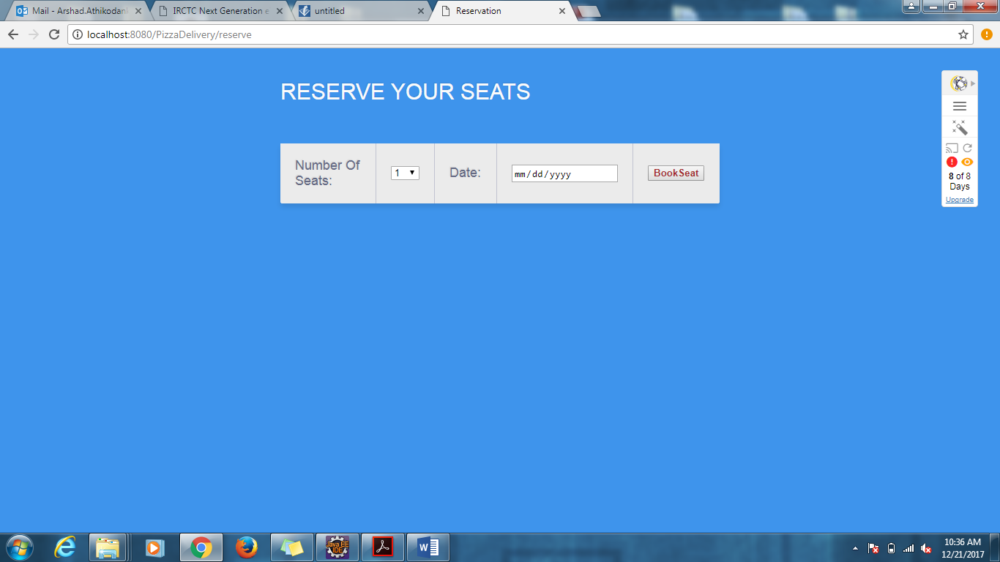 Mail - Arshad.Athikodan
IRCTC Next Generation e
untitled
Reservation
localhost:8080/PizzaDelivery/reserve
RESERVE YOUR SEATS
Number Of
Seats:
1
Date:
mm/dd/yyyy
BookSeat
8 of 8
Days
Upgrade
Java EE
IDE
10:36 AM
12/21/2017